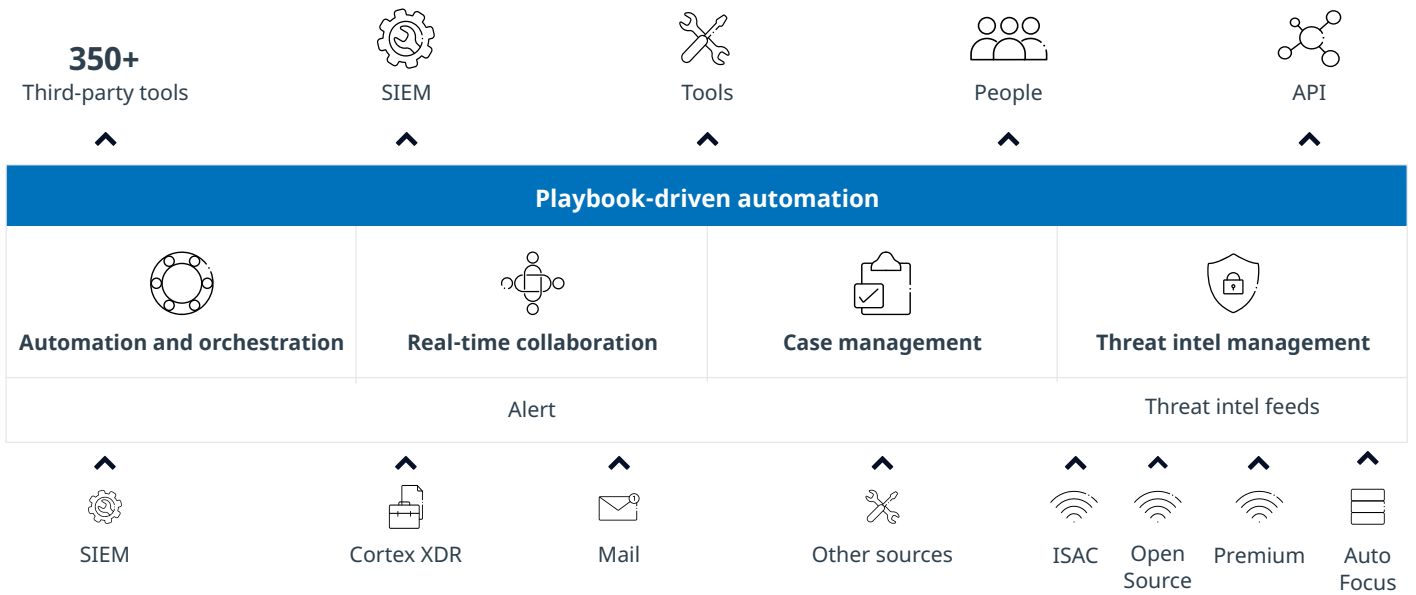 350+
Third-party tools
SIEM
Tools
People
API
Playbook-driven automation
Automation and orchestration
Real-time collaboration
Case management
Threat intel management
Alert
Threat intel feeds
1
SIEM
Cortex XDR
Mail
Other sources
ISAC
Open
Source
Premium
Auto
Focus